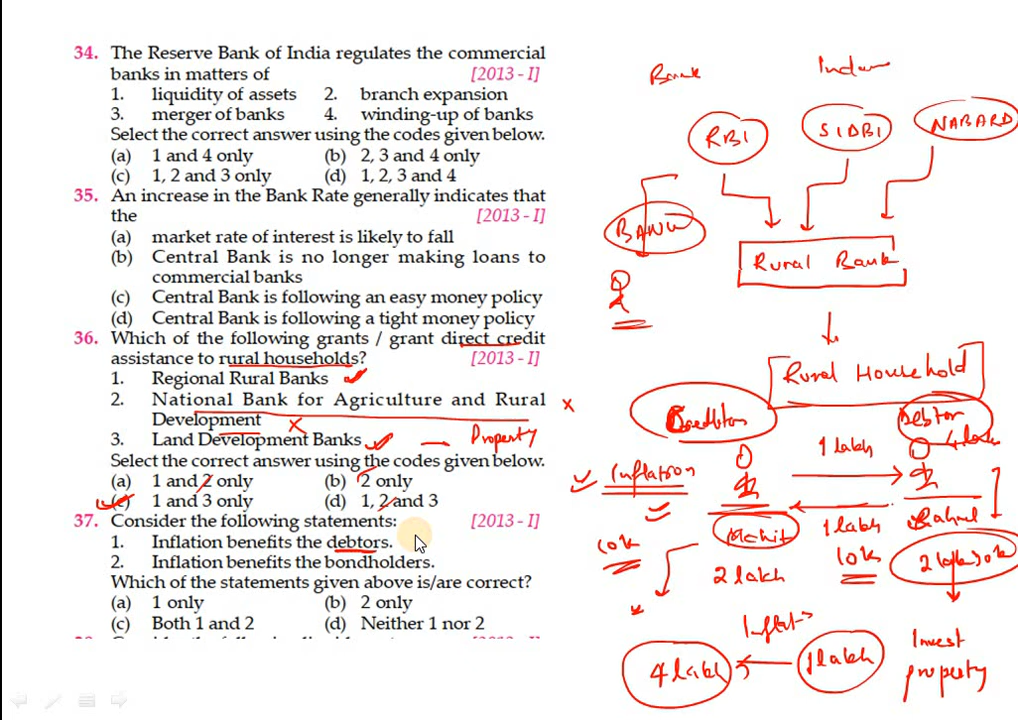 34. The Reserve Bank of India regulates the commercial
banks in matters of [2013 - I]
1. liquidity of assets 2. branch expansion
3. merger of banks 4. winding-up of banks
Select the correct answer using the codes given below.
(a) 1 and 4 only (b) 2, 3 and 4 only
(c) 1, 2 and 3 only (d) 1, 2, 3 and 4
35. An increase in the Bank Rate generally indicates that
the [2013 - I]
(a) market rate of interest is likely to fall
(b) Central Bank is no longer making loans to
commercial banks
(c) Central Bank is following an easy money policy
(d) Central Bank is following a tight money policy
36. Which of the following grants / grant direct credit
assistance to rural households? [2013 - I]
1. Regional Rural Banks
2. National Bank for Agriculture and Rural
Development
3. Land Development Banks
Select the correct answer using the codes given below.
(a) 1 and 2 only (b) 2 only
1 and 3 only (d) 1, 2 and 3
37. Consider the following statements: [2013 - I]
1. Inflation benefits the debtors.
2. Inflation benefits the bondholders.
Which of the statements given above is/are correct?
(a) 1 only (b) 2 only
(c) Both 1 and 2 (d) Neither 1 nor 2
Bank
RBI SIDBI NABARD
Rural Bank
Rural Household
Property
Debtor
1 lakh
Inflation
1 lakh
Mohit
10k 10k
2 lakh
4 lakh 1 lakh
Invest
property